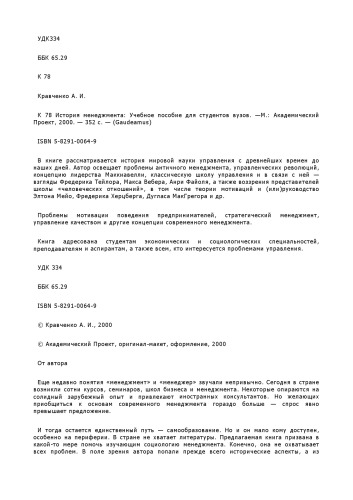 УДК334
ББК 65.29
К 78
Кравченко А. И.
К 78 История менеджмента: Учебное пособие для студентов вузов. —М.: Академический
Проект, 2000. — 352 с. — (Gaudeamus)
ISBN 5-8291-0064-9
В книге рассматривается история мировой науки управления с древнейших времен до
наших дней. Автор освещает проблемы античного менеджмента, управленческих революций,
концепцию лидерства Маккиавелли, классическую школу управления и в связи с ней —
взгляды Фредерика Тейлора, Макса Вебера, Анри Файоля, а также воззрения представителей
школы «человеческих отношений», в том числе теории мотиваций и (или)руководство
Элтона Мейо, Фредерика Херцберга, Дугласа МакГрегора и др.
Проблемы мотивации поведения предпринимателей, стратегический менеджмент,
управление качеством и другие концепции современного менеджмента.
Книга адресована студентам экономических и социологических специальностей,
преподавателям и аспирантам, а также всем, кто интересуется проблемами управления.
УДК 334
ББК 65.29
ISBN 5-8291-0064-9
© Кравченко А. И., 2000
© Академический Проект, оригинал-макет, оформление, 2000
От автора
Еще недавно понятия «менеджмент» и «менеджер» звучали непривычно. Сегодня в стране
возникли сотни курсов, семинаров, школ бизнеса и менеджмента. Некоторые опираются на
солидный зарубежный опыт и привлекают иностранных консультантов. Но желающих
приобщиться к основам современного менеджмента гораздо больше — спрос явно
превышает предложение.
И тогда остается единственный путь — самообразование. Но и он мало кому доступен,
особенно на периферии. В стране не хватает литературы. Предлагаемая книга призвана в
какой-то мере помочь изучающим социологию менеджмента. Конечно, она не охватывает
всех проблем. В поле зрения автора попали прежде всего исторические аспекты, а из